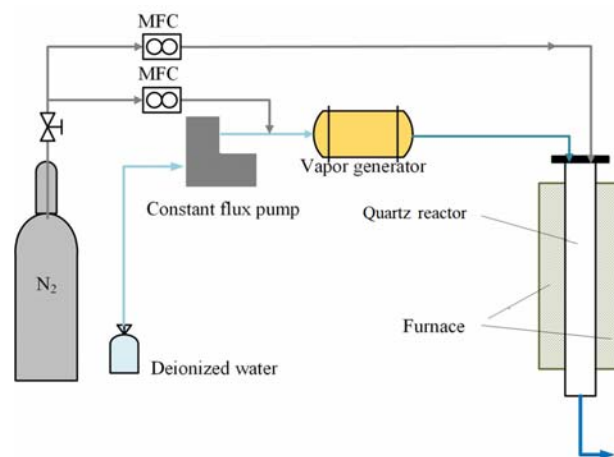 MFC
MFC
Vapor generator
Constant flux pump
Quartz reactor
N₂
Furnace
Deionized water